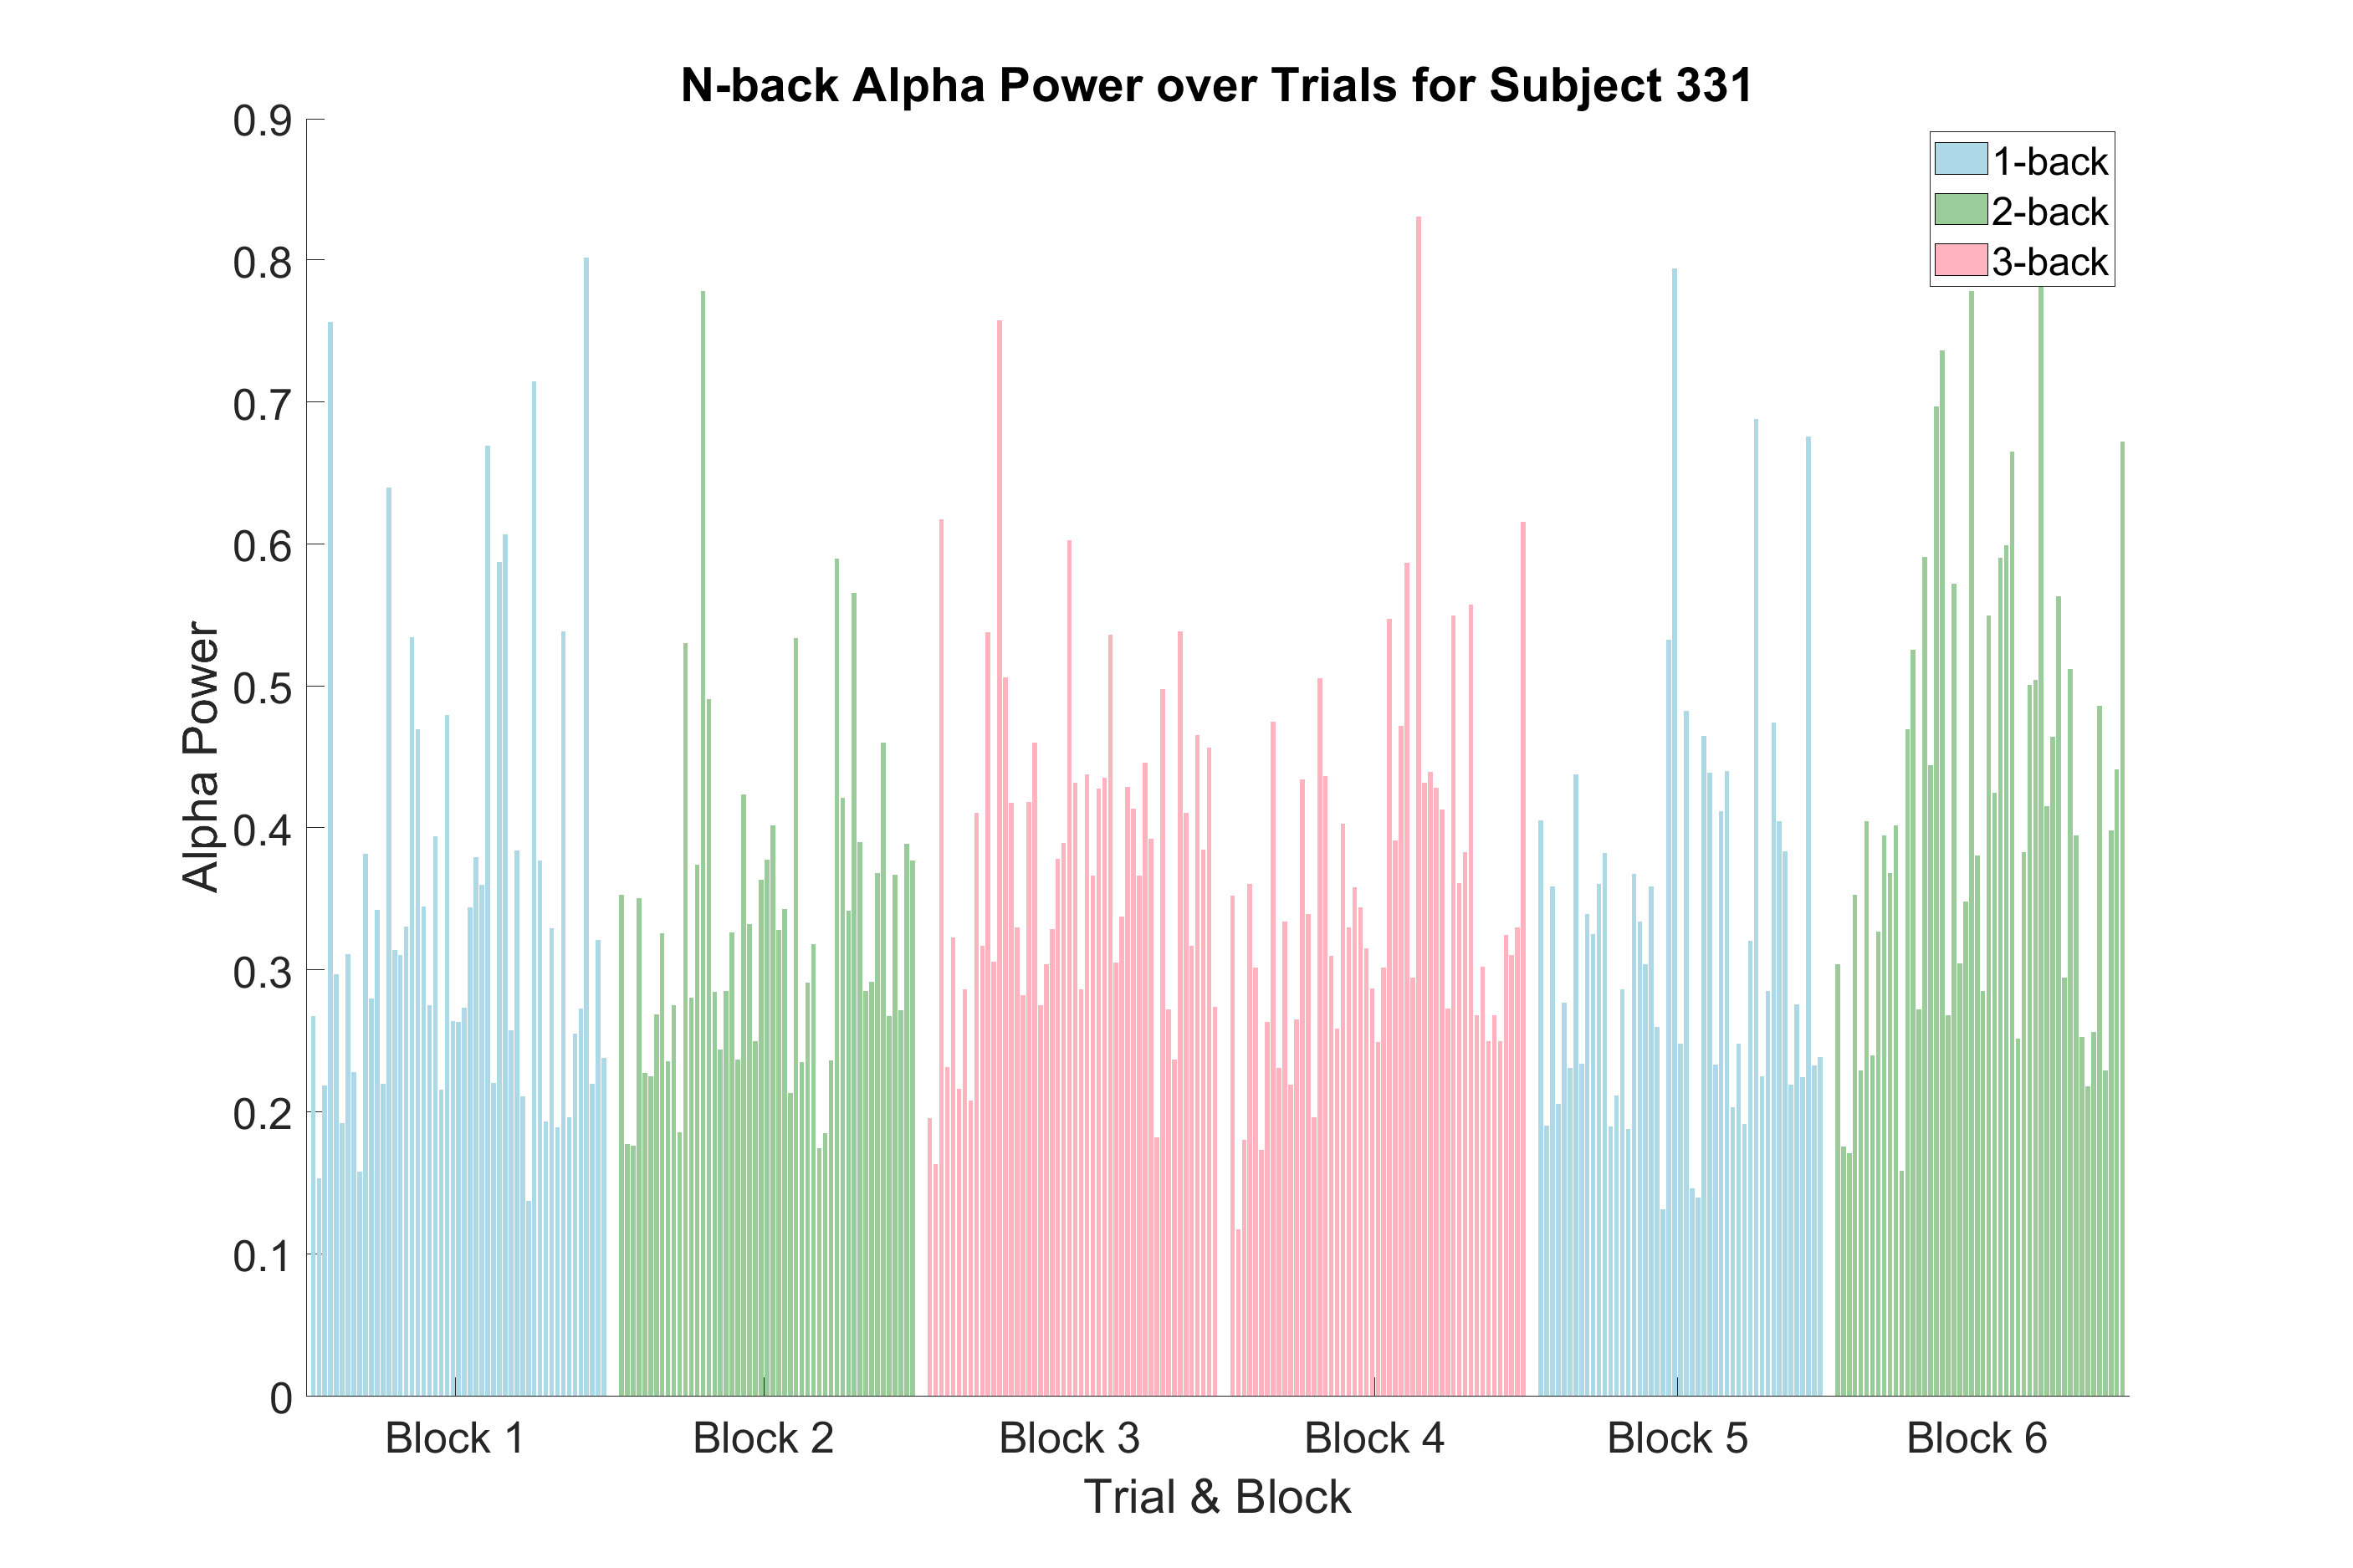 N-back Alpha Power over Trials for Subject 331
0.9
0.8
0.7
0.6
0.5
0.4
0.3
0.2
0.1
0
Alpha Power
1-back
2-back
3-back
Block 1
Block 2
Block 3
Block 4
Block 5
Block 6
Trial & Block